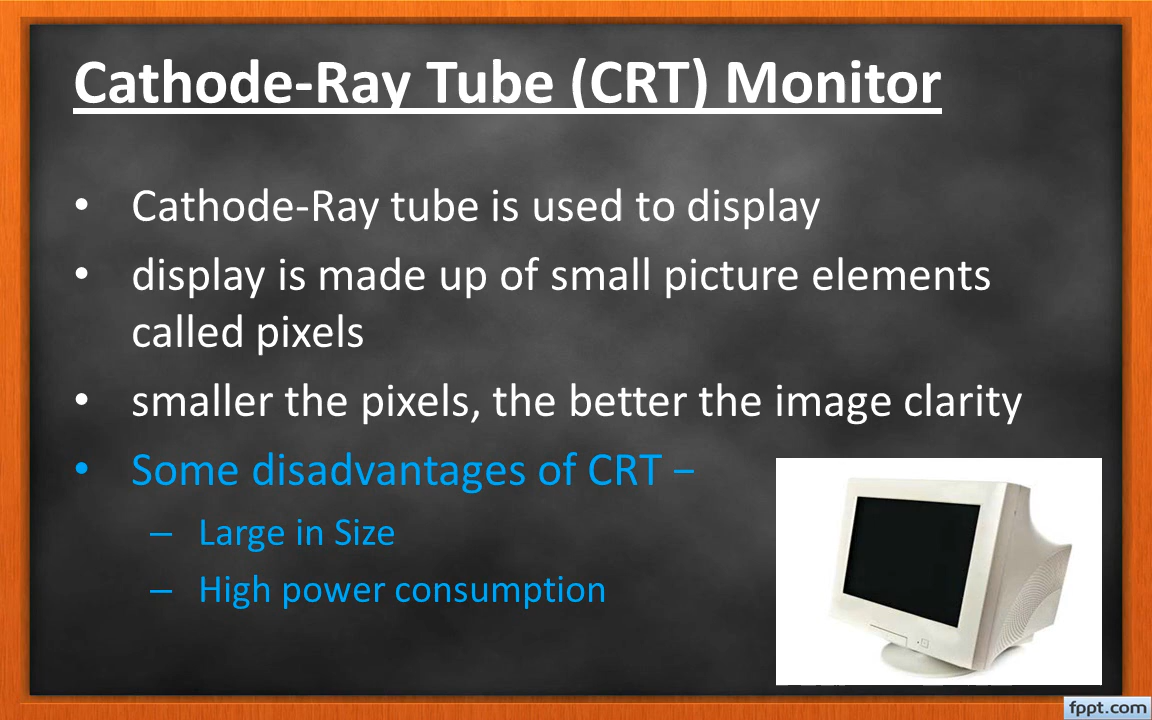 Cathode-Ray Tube (CRT) Monitor
• Cathode-Ray tube is used to display
• display is made up of small picture elements
called pixels
• smaller the pixels, the better the image clarity
• Some disadvantages of CRT −
– Large in Size
– High power consumption
fppt.com